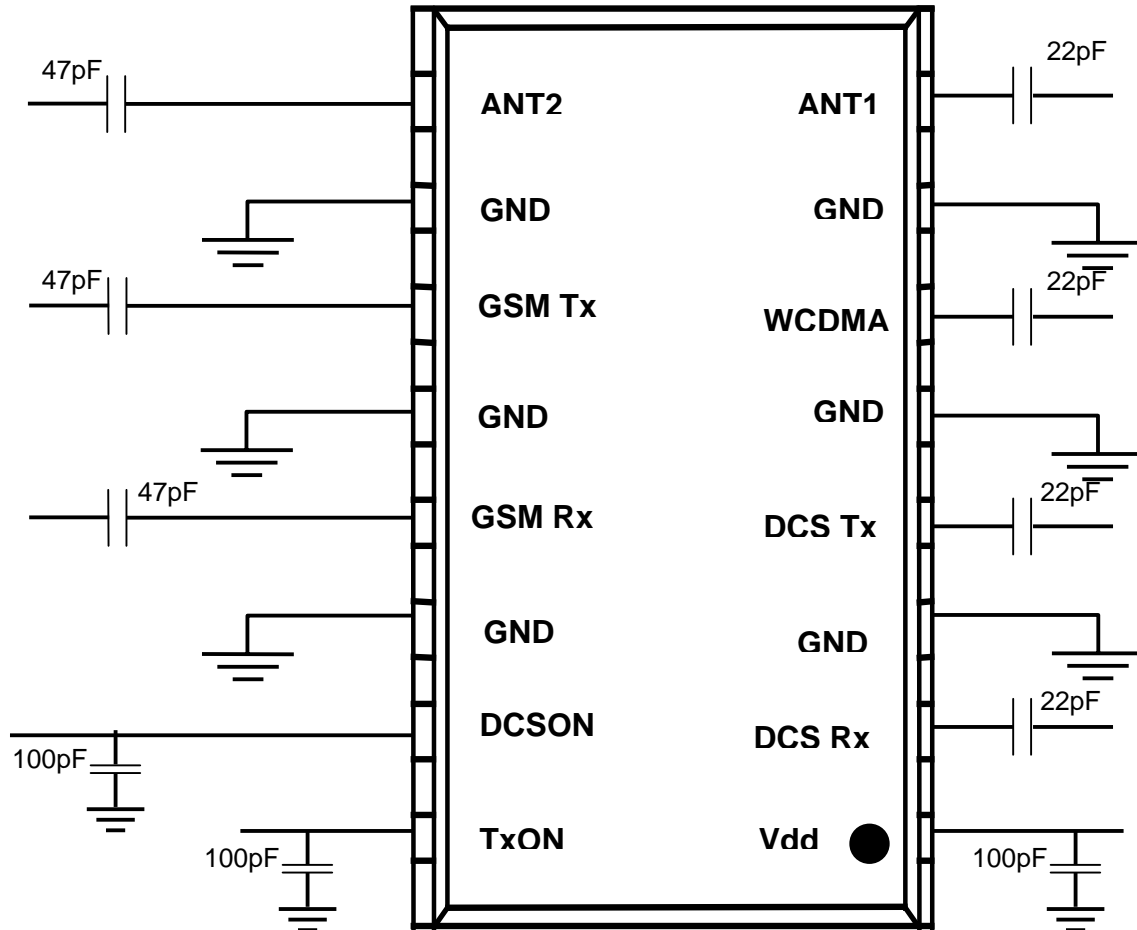 47pF
22pF
ANT2
ANT1
GND
GND
47pF
22pF
GSM Tx
WCDMA
GND
GND
47pF
22pF
GSM Rx
DCS Tx
GND
GND
22pF
DCSON
DCS Rx
100pF
TxON
Vdd
100pF
100pF